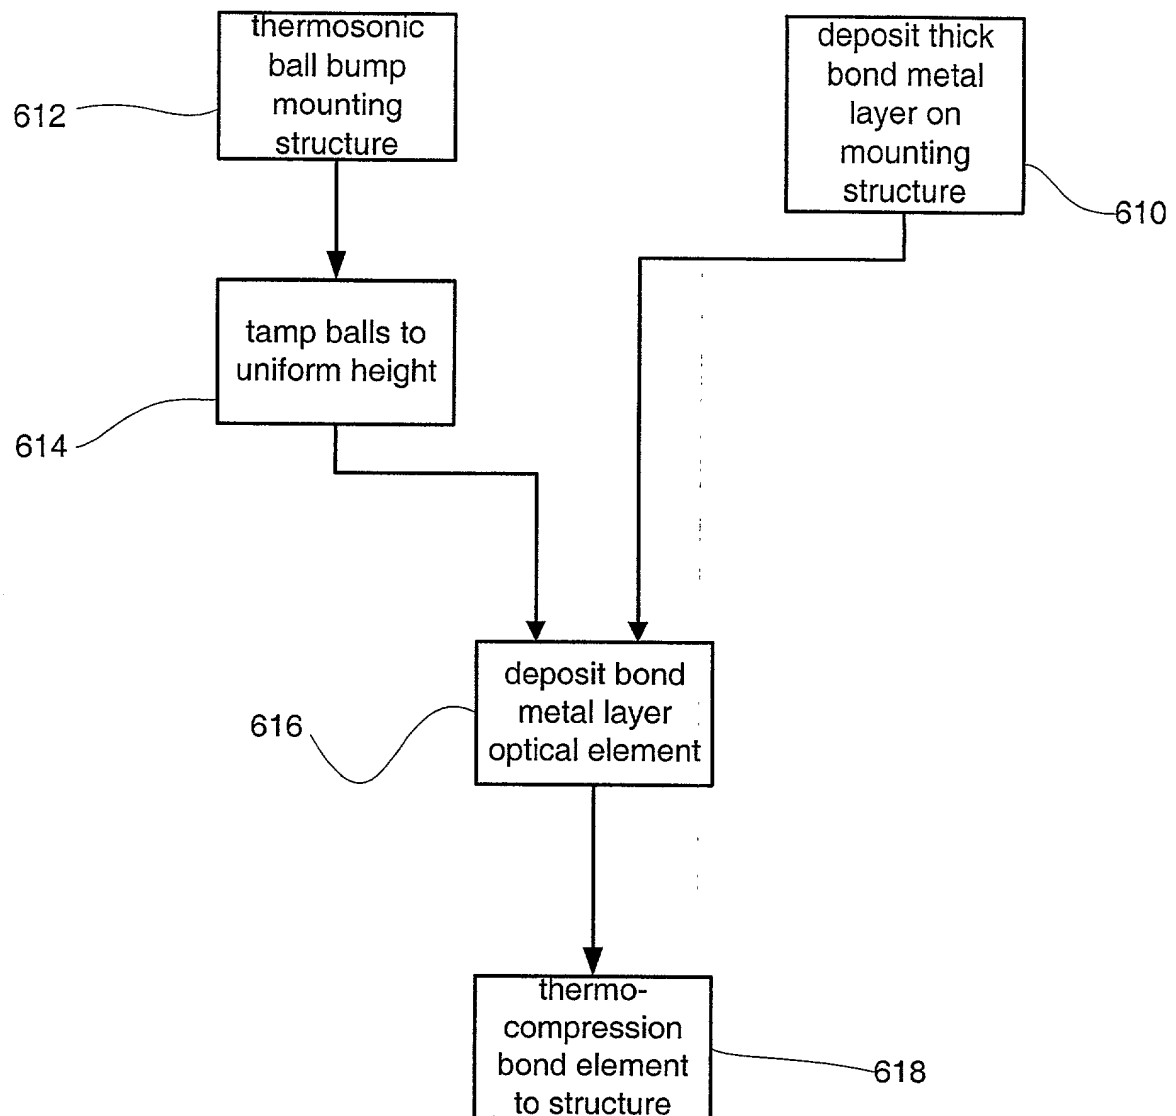 thermosonic
ball bump
mounting
structure
612
deposit thick
bond metal
layer on
mounting
structure
610
tamp balls to
uniform height
614
deposit bond
metal layer
optical element
616
thermo-
compression
bond element
to structure
618